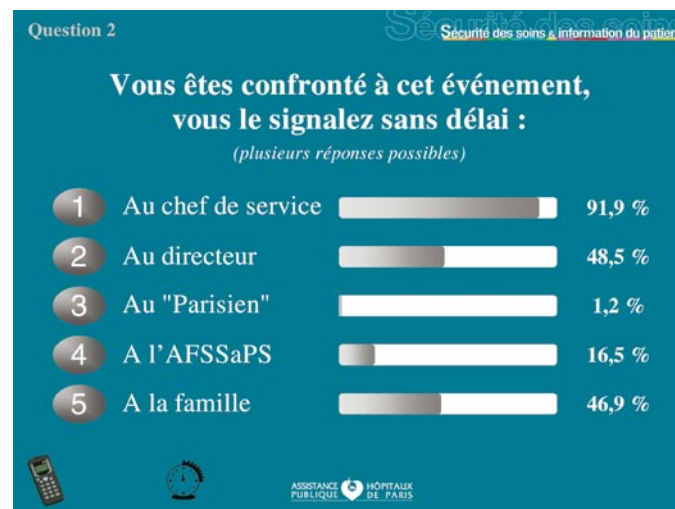 Question 2
Sécurité des soins
Sécurité des soins & information du patien
Vous êtes confronté à cet événement,
vous le signalez sans délai :
(plusieurs réponses possibles)
1 Au chef de service 91,9 %
2 Au directeur 48,5 %
3 Au "Parisien" 1,2 %
4 A l’AFSSaPS 16,5 %
5 A la famille 46,9 %
ASSISTANCE HÔPITAUX
PUBLIQUE DE PARIS